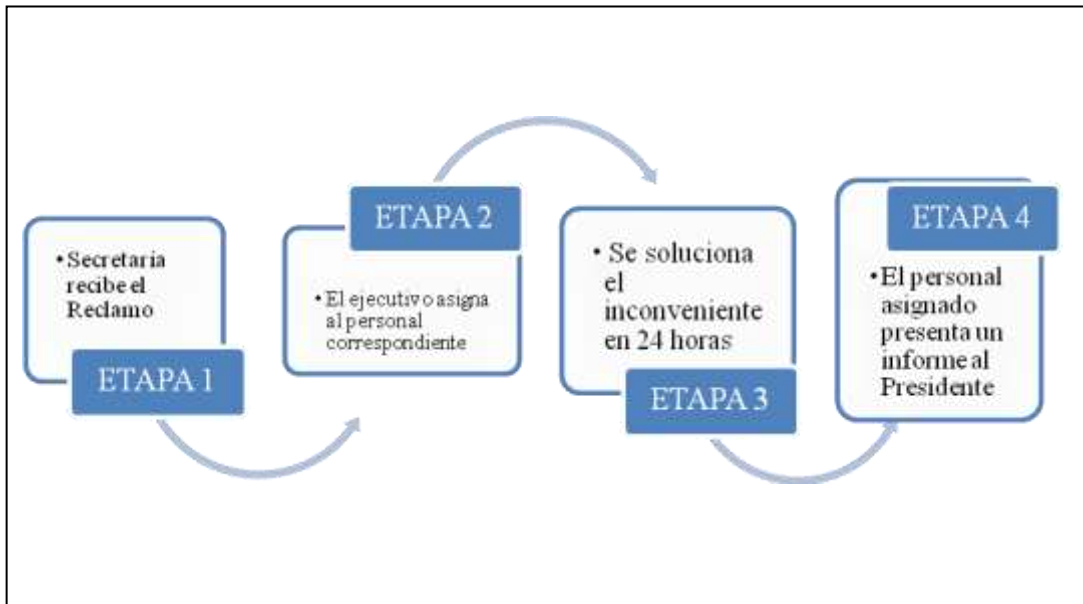 • Secretaria
recibe el
Reclamo
ETAPA 1
ETAPA 2
• El ejecutivo asigna
al personal
correspondiente
• Se soluciona
el
inconveniente
en 24 horas
ETAPA 3
ETAPA 4
• El personal
asignado
presenta un
informe al
Presidente